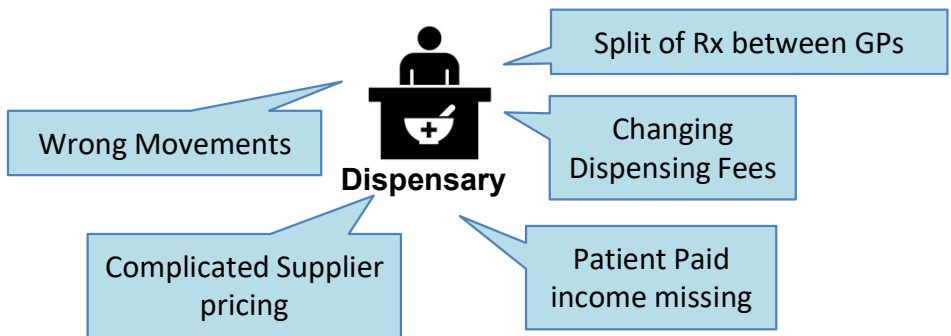 Split of Rx between GPs
Wrong Movements
Changing
Dispensing Fees
Dispensary
Complicated Supplier
pricing
Patient Paid
income missing